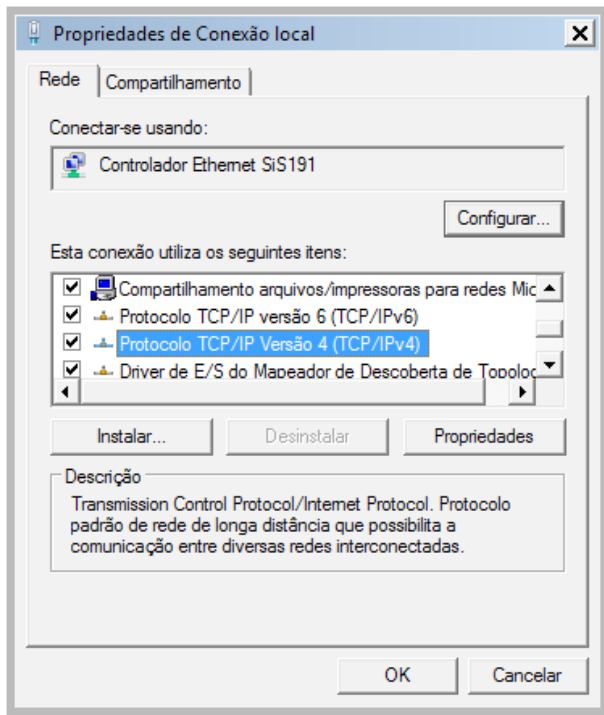 Propriedades de Conexão local
Rede
Compartilhamento
Conectar-se usando:
Controlador Ethernet SiS191
Configurar...
Esta conexão utiliza os seguintes itens:
Compartilhamento arquivos/impressoras para redes Mic
Protocolo TCP/IP versão 6 (TCP/IPv6)
Protocolo TCP/IP Versão 4 (TCP/IPv4)
Driver de E/S do Mapeador de Descoberta de Topoloc
Instalar...
Desinstalar
Propriedades
Descrição
Transmission Control Protocol/Internet Protocol. Protocolo
padrão de rede de longa distância que possibilita a
comunicação entre diversas redes interconectadas.
OK
Cancelar